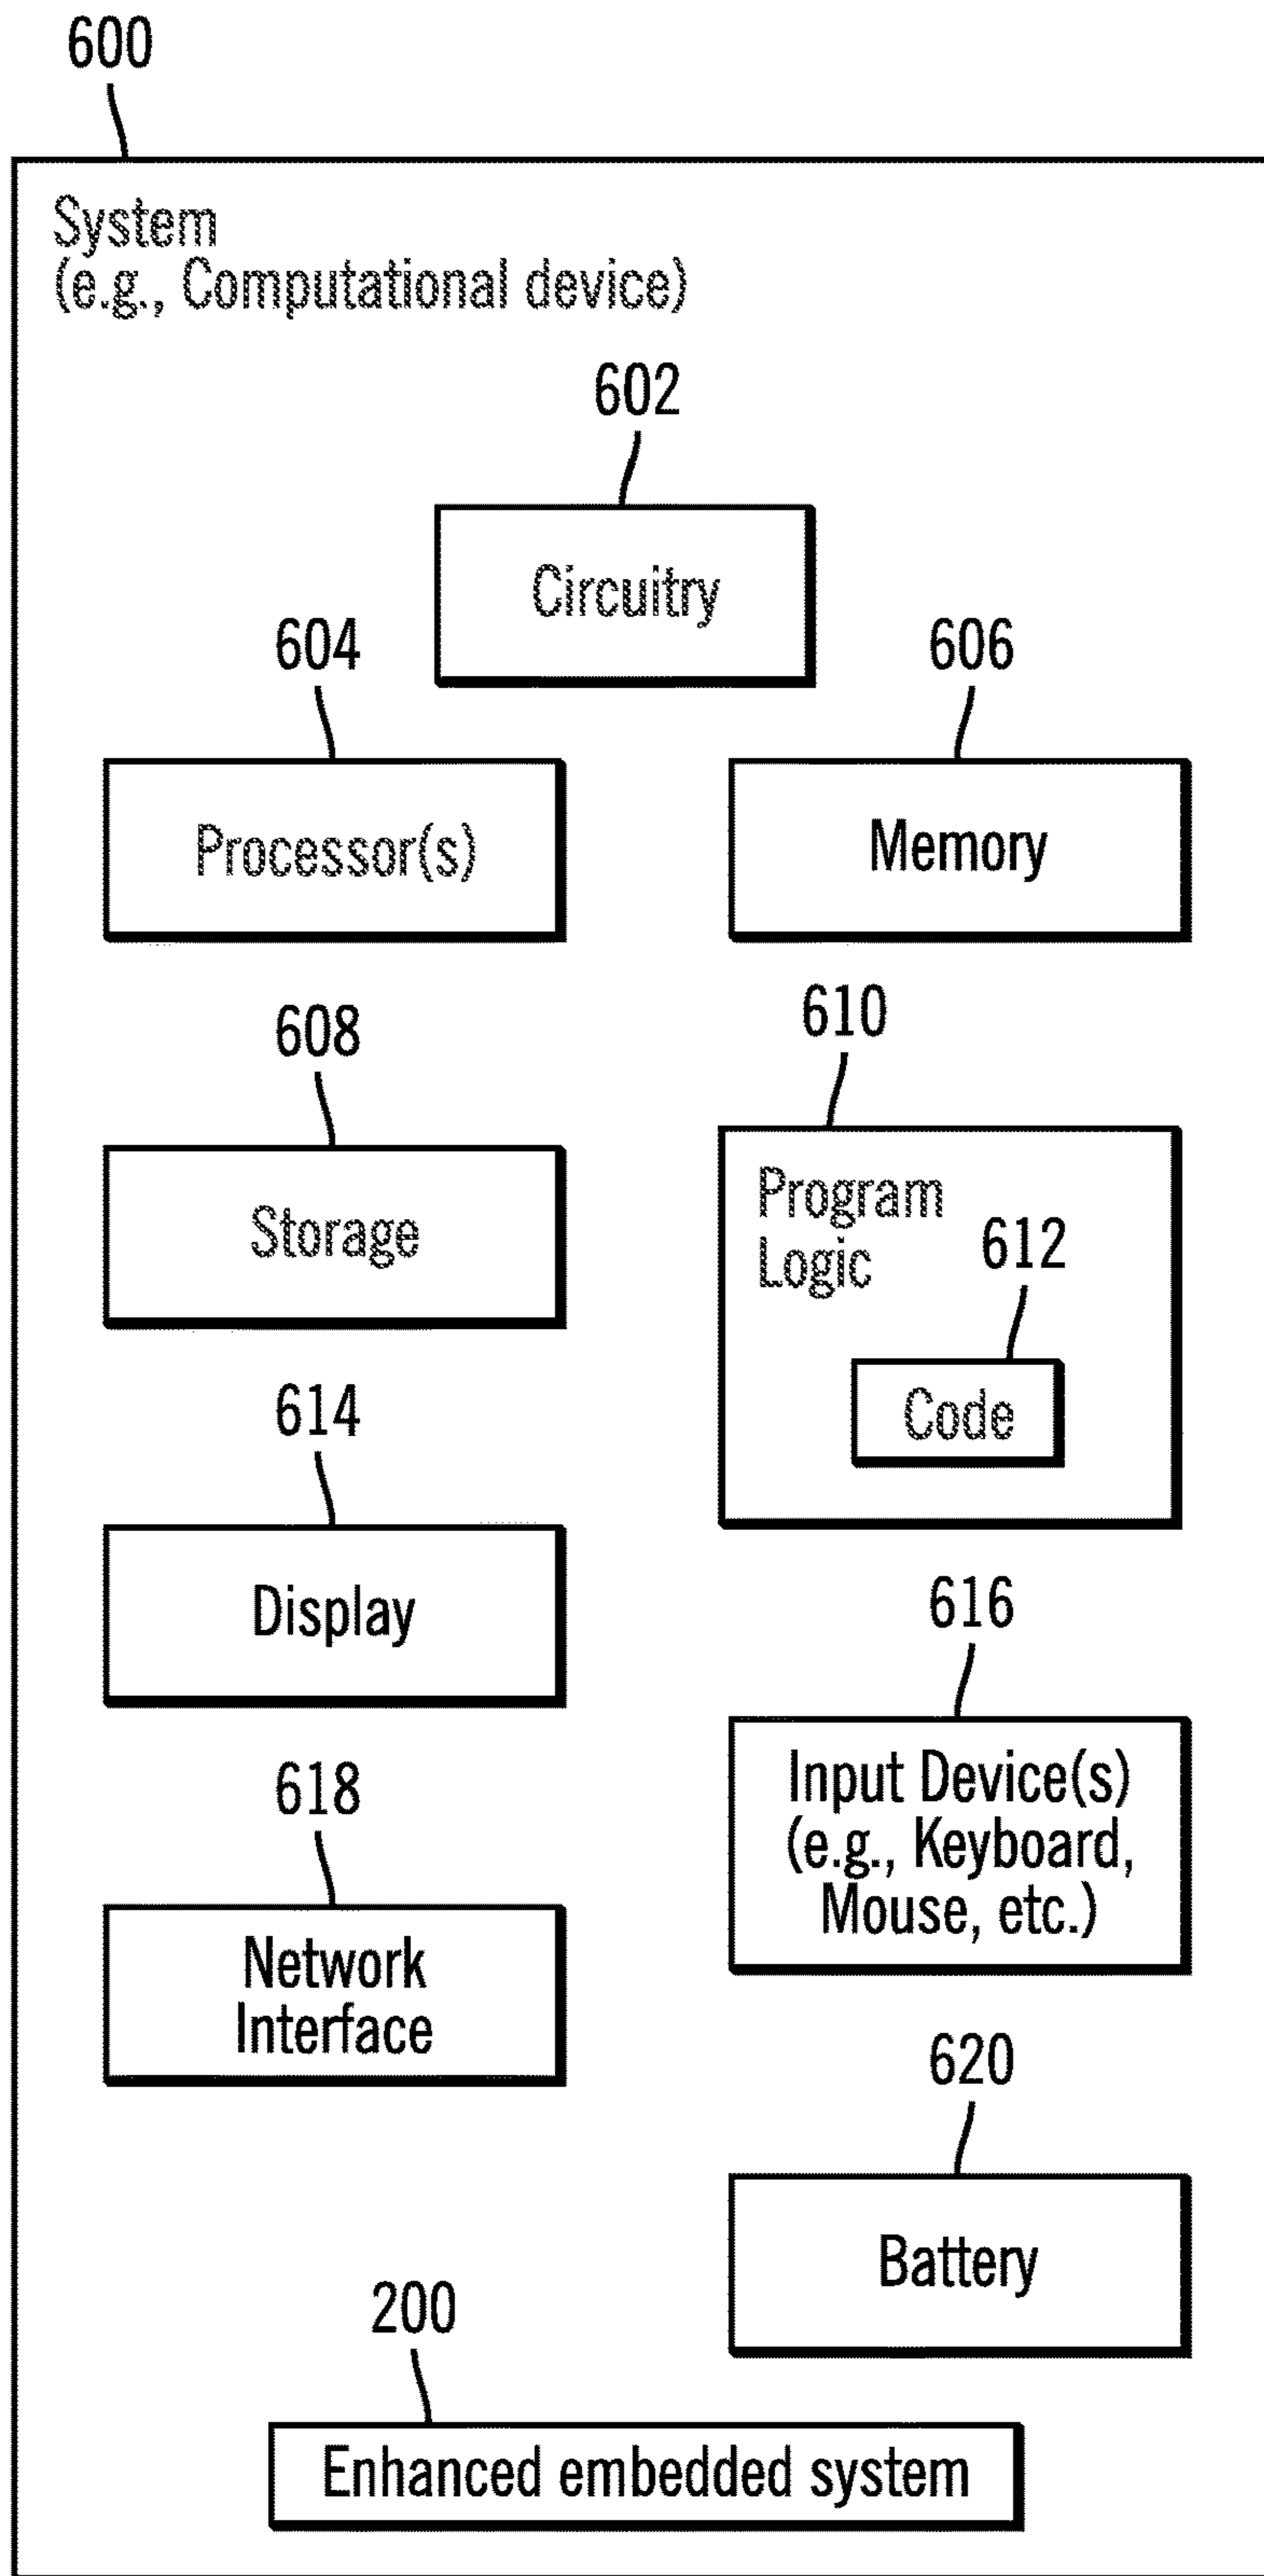 600
System
(e.g., Computational device)
602
Circuitry
604
606
Processor(s)
Memory
608
610
Storage
Program
Logic
612
Code
614
Display
616
Input Device(s)
(e.g., Keyboard,
Mouse, etc.)
618
Network
Interface
620
Battery
200
Enhanced embedded system